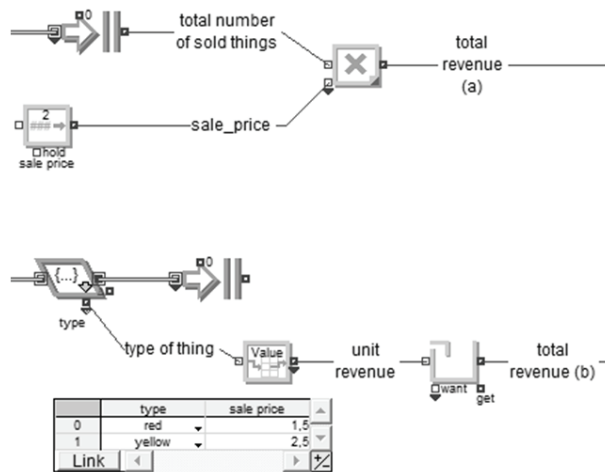 0
total number
of sold things
total
revenue
(a)
2
###
sale_price
hold
sale price
{...}
0
type
type of thing
Value
unit
revenue
total
revenue (b)
want
get
type sale price
0 red 1,5
1 yellow 2,5
Link